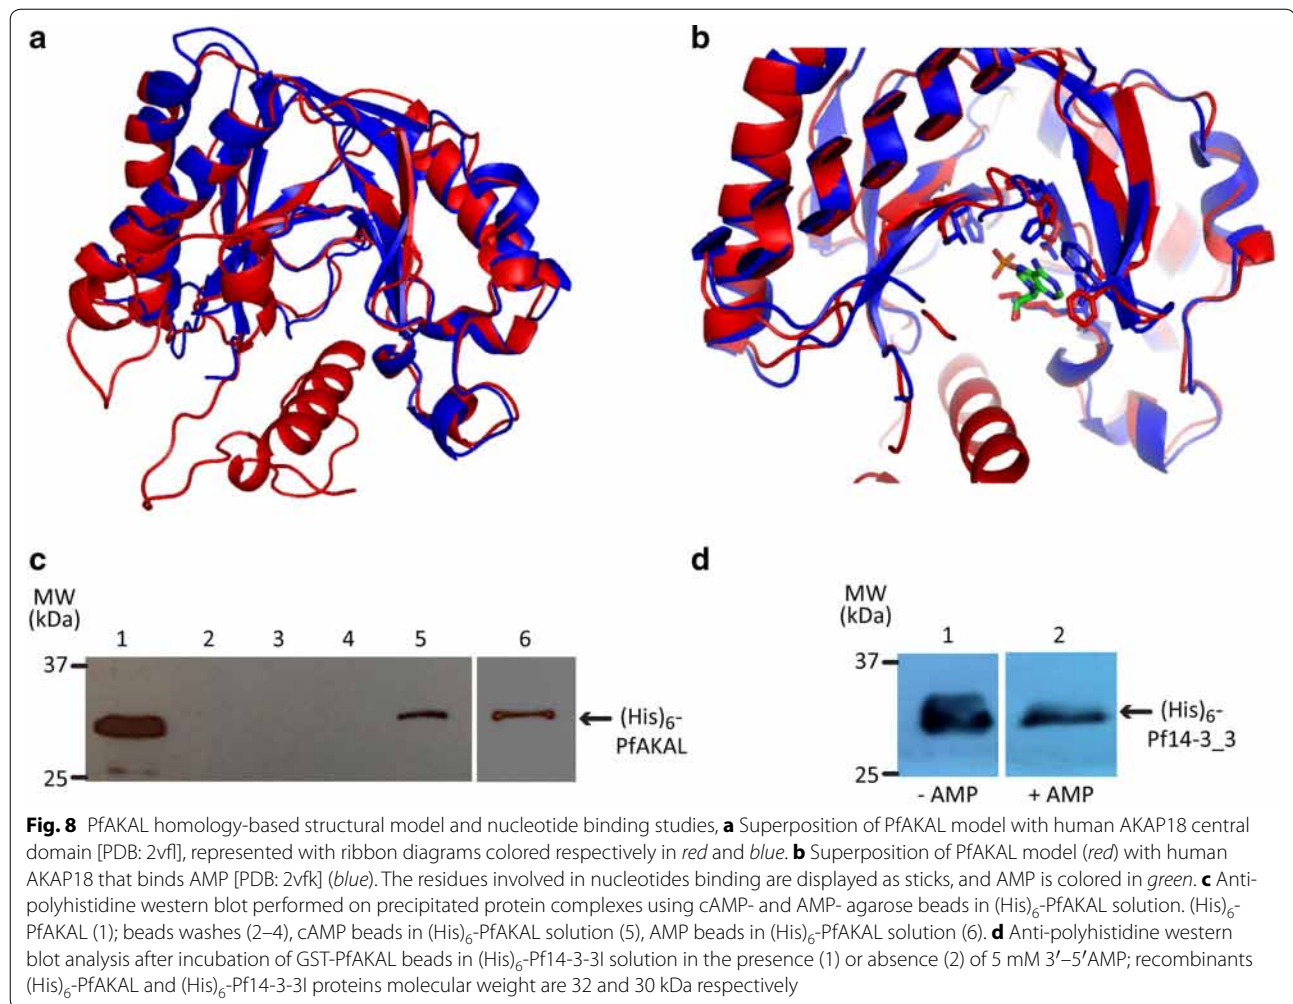 a
b
c
MW
(kDa)
1 2 3 4 5 6
37
25
(His)6-
PfAKAL
d
MW
(kDa)
1 2
37
25
(His)6-
Pf14-3_3
- AMP + AMP
Fig. 8 PfAKAL homology-based structural model and nucleotide binding studies, a Superposition of PfAKAL model with human AKAP18 central
domain [PDB: 2vfl], represented with ribbon diagrams colored respectively in red and blue. b Superposition of PfAKAL model (red) with human
AKAP18 that binds AMP [PDB: 2vfk] (blue). The residues involved in nucleotides binding are displayed as sticks, and AMP is colored in green. c Anti-
polyhistidine western blot performed on precipitated protein complexes using cAMP- and AMP- agarose beads in (His)6-PfAKAL solution. (His)6-
PfAKAL (1); beads washes (2–4), cAMP beads in (His)6-PfAKAL solution (5), AMP beads in (His)6-PfAKAL solution (6). d Anti-polyhistidine western
blot analysis after incubation of GST-PfAKAL beads in (His)6-Pf14-3-3I solution in the presence (1) or absence (2) of 5 mM 3′–5′AMP; recombinants
(His)6-PfAKAL and (His)6-Pf14-3-3I proteins molecular weight are 32 and 30 kDa respectively